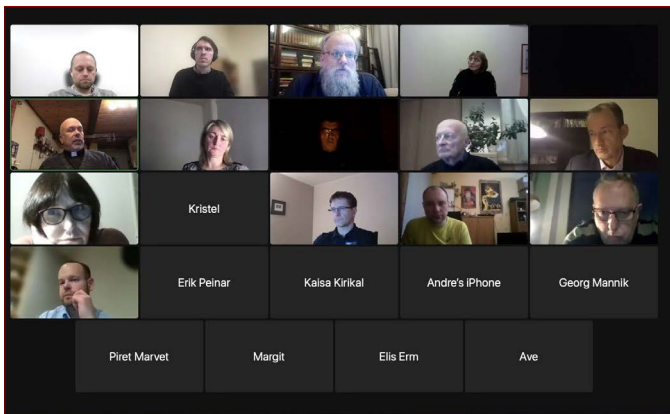 Kristel
Erik Peinar
Kaisa Kirikal
Andre's iPhone
Georg Mannik
Piret Marvet
Margit
Elis Erm
Ave